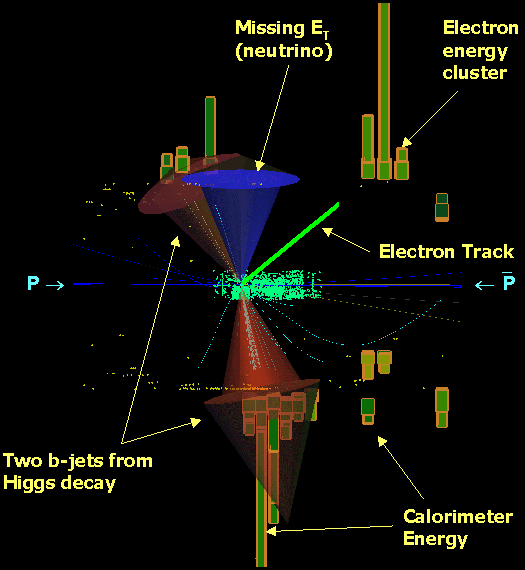 Missing E_T
(neutrino)
Electron
energy
cluster
Electron Track
P →
← P̅
Two b-jets from
Higgs decay
Calorimeter
Energy